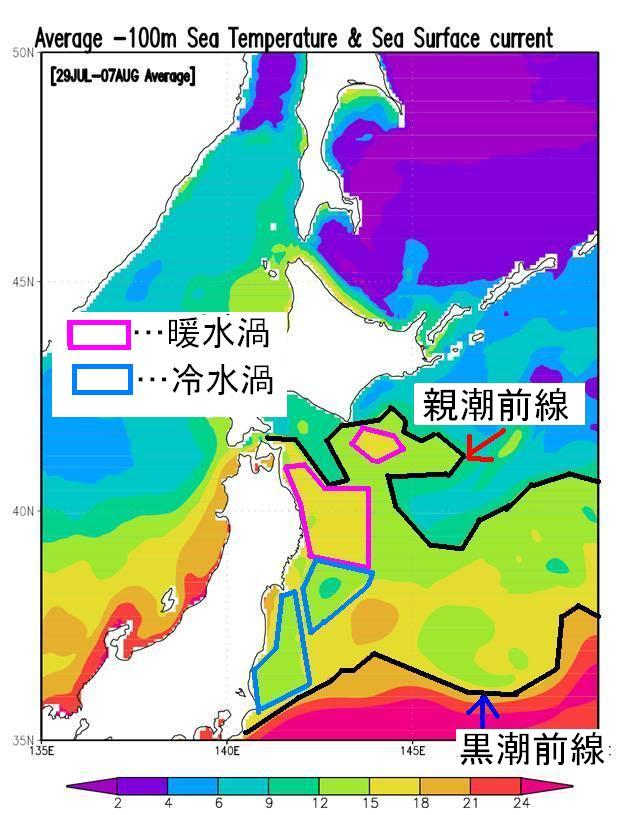 Average -100m Sea Temperature & Sea Surface current
[29JUL-07AUG Average]
50N
45N
…暖水渦
…冷水渦
親潮前線
40N
35N
黒潮前線
135E 140E 145E
2 4 6 9 12 15 18 21 24